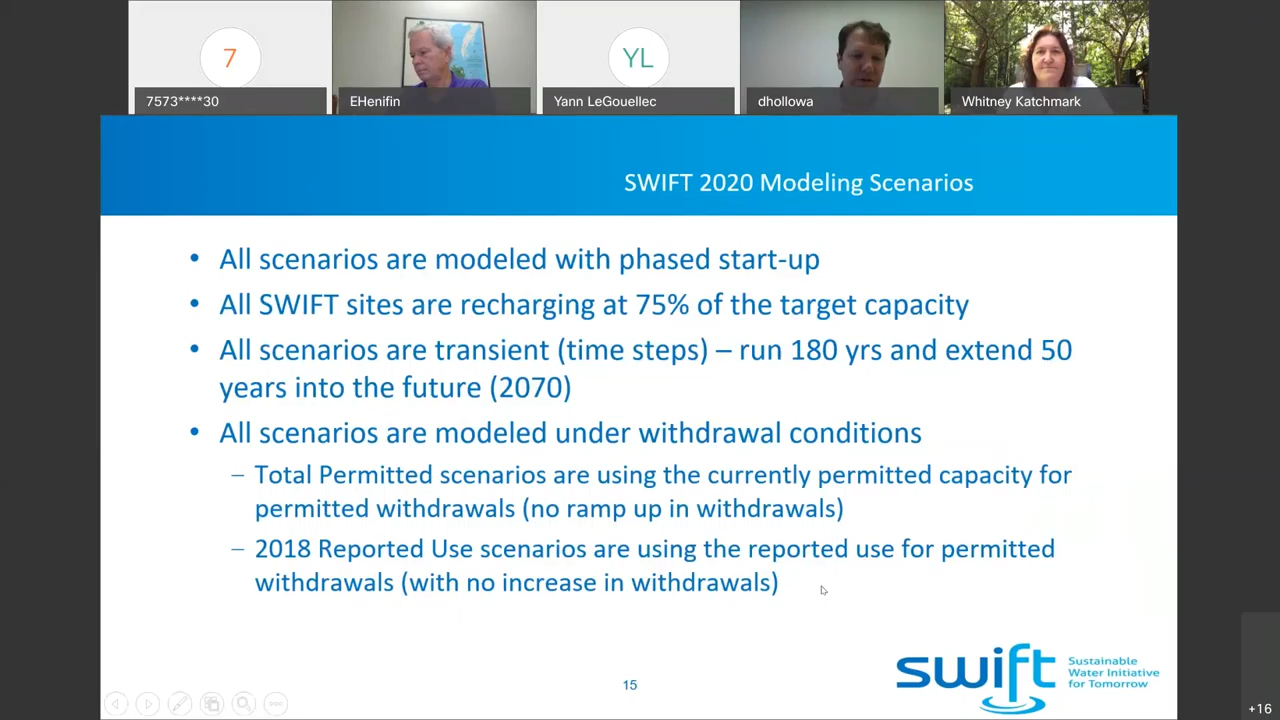 7
7573****30
EHenifin
YL
Yann LeGouellec
dhollowa
Whitney Katchmark
SWIFT 2020 Modeling Scenarios
• All scenarios are modeled with phased start-up
• All SWIFT sites are recharging at 75% of the target capacity
• All scenarios are transient (time steps) – run 180 yrs and extend 50
years into the future (2070)
• All scenarios are modeled under withdrawal conditions
– Total Permitted scenarios are using the currently permitted capacity for
permitted withdrawals (no ramp up in withdrawals)
– 2018 Reported Use scenarios are using the reported use for permitted
withdrawals (with no increase in withdrawals)
swift
Sustainable
Water Initiative
for Tomorrow
15
+16